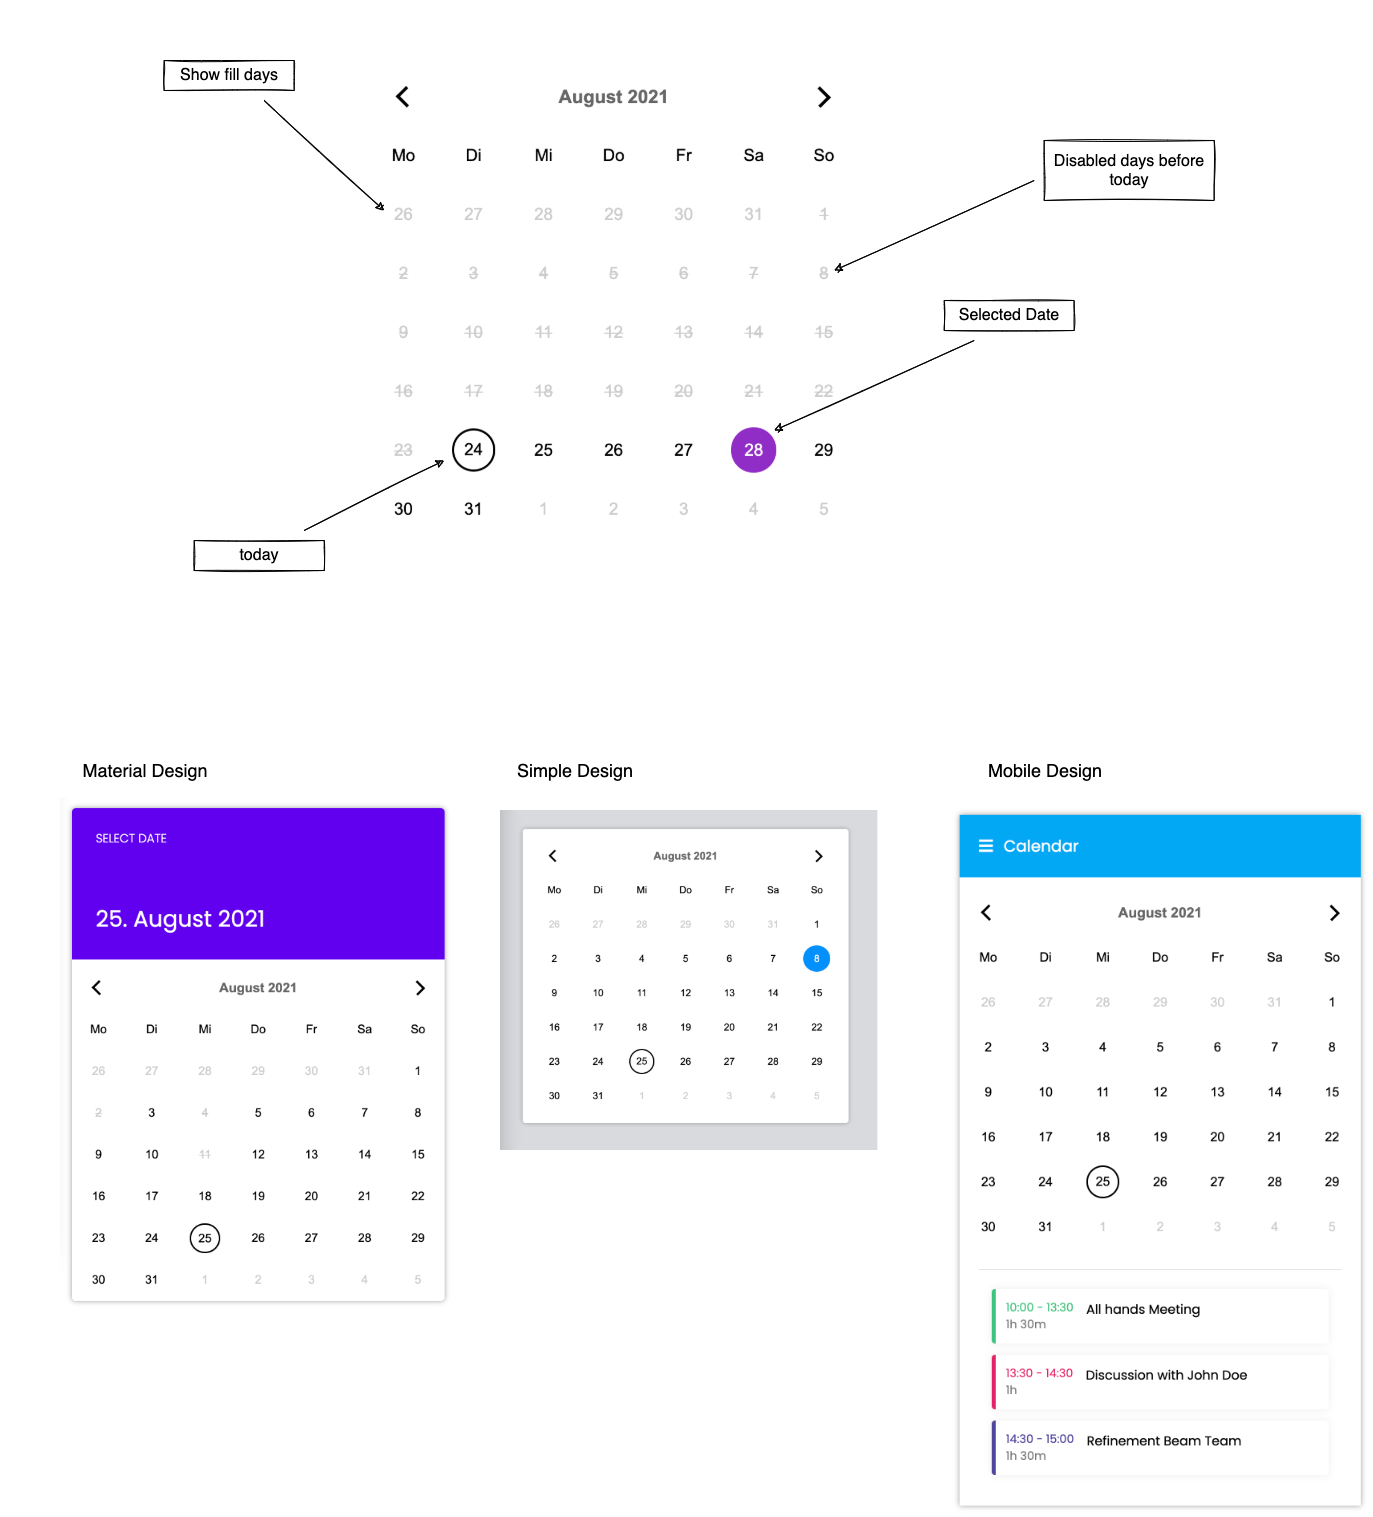 Show fill days
August 2021
Mo Di Mi Do Fr Sa So
Disabled days before
today
26 27 28 29 30 31 1
2 3 4 5 6 7 8
Selected Date
9 10 11 12 13 14 15
16 17 18 19 20 21 22
23 24 25 26 27 28 29
30 31 1 2 3 4 5
today
Material Design
SELECT DATE
25. August 2021
August 2021
Mo Di Mi Do Fr Sa So
26 27 28 29 30 31 1
2 3 4 5 6 7 8
9 10 11 12 13 14 15
16 17 18 19 20 21 22
23 24 25 26 27 28 29
30 31 1 2 3 4 5
Simple Design
August 2021
Mo Di Mi Do Fr Sa So
26 27 28 29 30 31 1
2 3 4 5 6 7 8
9 10 11 12 13 14 15
16 17 18 19 20 21 22
23 24 25 26 27 28 29
30 31 1 2 3 4 5
Mobile Design
Calendar
August 2021
Mo Di Mi Do Fr Sa So
26 27 28 29 30 31 1
2 3 4 5 6 7 8
9 10 11 12 13 14 15
16 17 18 19 20 21 22
23 24 25 26 27 28 29
30 31 1 2 3 4 5
10:00 - 13:30 All hands Meeting
1h 30m
13:30 - 14:30 Discussion with John Doe
1h
14:30 - 15:00 Refinement Beam Team
1h 30m